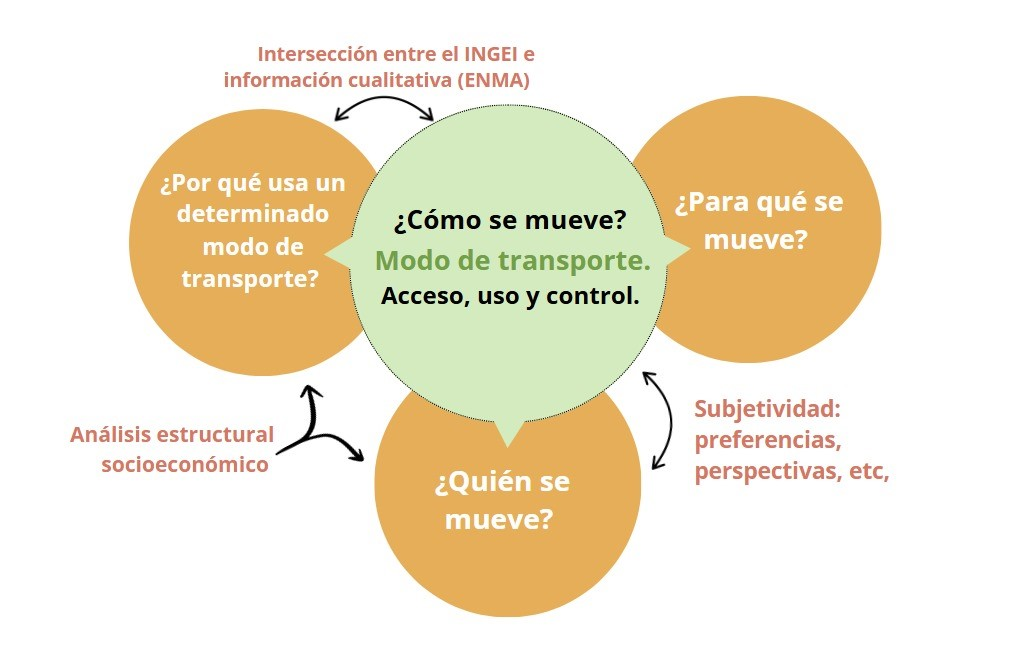 Intersección entre el INGEI e
información cualitativa (ENMA)
¿Por qué usa un
determinado
modo de
transporte?
¿Cómo se mueve?
Modo de transporte.
Acceso, uso y control.
¿Para qué se
mueve?
Análisis estructural
socioeconómico
¿Quién se
mueve?
Subjetividad:
preferencias,
perspectivas, etc,